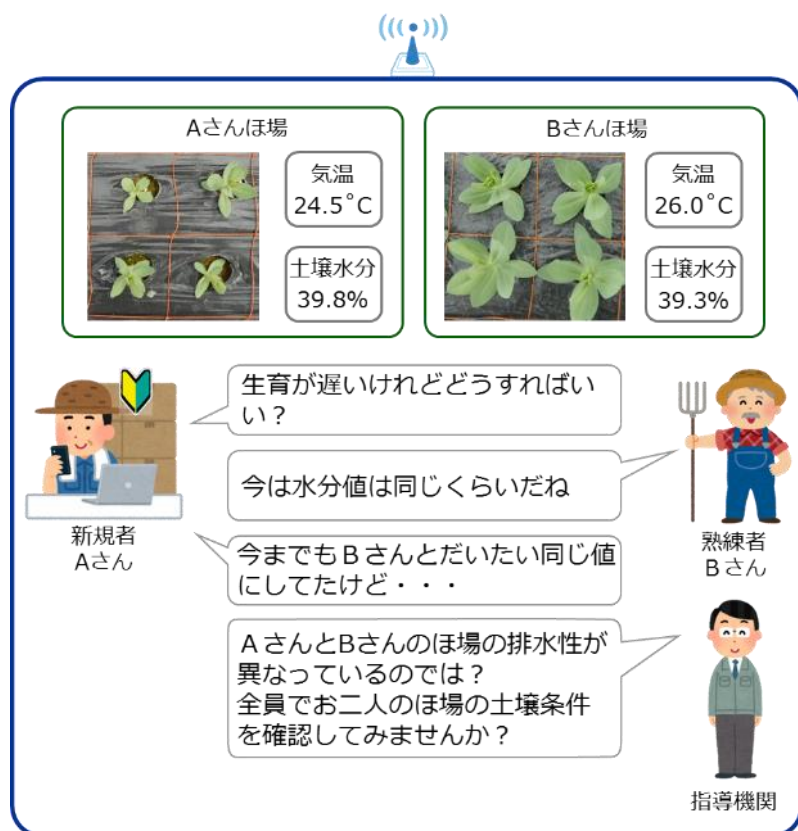 Aさんほ場
気温
24.5°C
土壌水分
39.8%
Bさんほ場
気温
26.0°C
土壌水分
39.3%
生育が遅いけれどどうすればい
い？
今は水分値は同じくらいだね
新規者
Aさん
熟練者
Ｂさん
今までもＢさんとだいたい同じ値
にしてたけど・・・
ＡさんとBさんのほ場の排水性が
異なっているのでは？
全員でお二人のほ場の土壌条件
を確認してみませんか？
指導機関